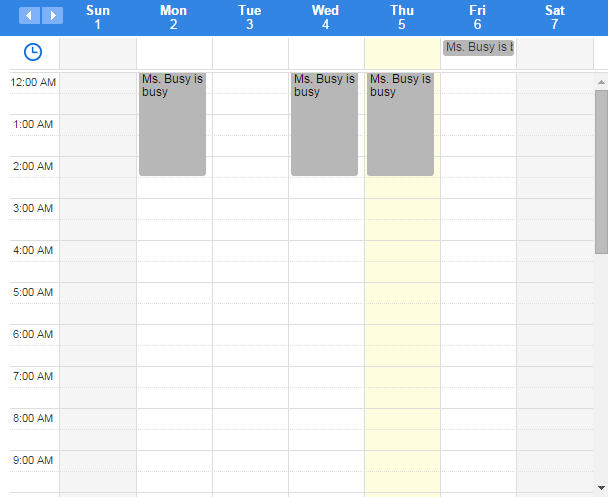 Sun Mon Tue Wed Thu Fri Sat
1 2 3 4 5 6 7
Ms. Busy is b
12:00 AM
Ms. Busy is
busy
Ms. Busy is
busy
Ms. Busy is
busy
1:00 AM
2:00 AM
3:00 AM
4:00 AM
5:00 AM
6:00 AM
7:00 AM
8:00 AM
9:00 AM